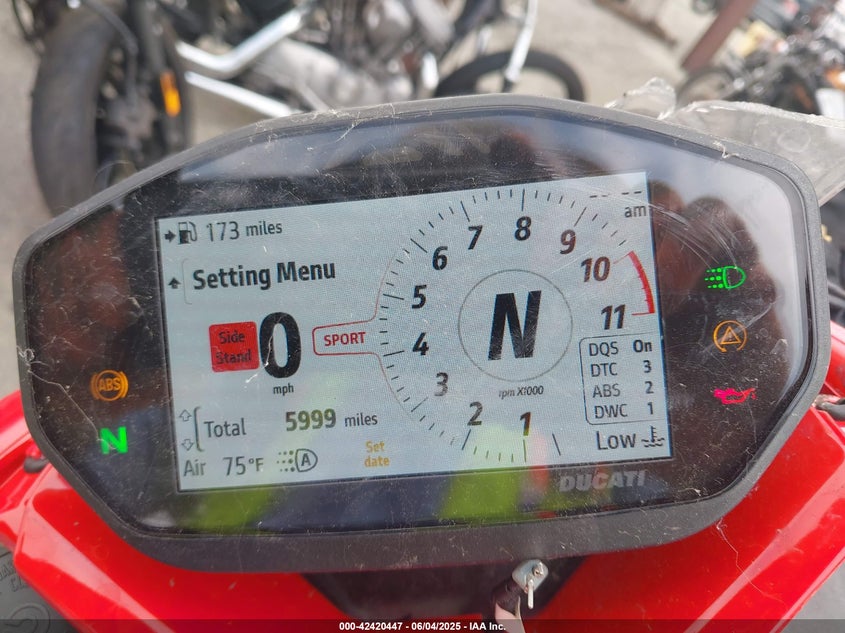 173 miles
-- -- am
Setting Menu
Side
Stand
0
mph
SPORT
N
rpm X1000
1
2
3
4
5
6
7
8
9
10
11
DQS On
DTC 3
ABS 2
DWC 1
Total 5999 miles
Low
Air 75°F
A
Set
date
ABS
N
DUCATI
000-42420447 - 06/04/2025 - IAA Inc.